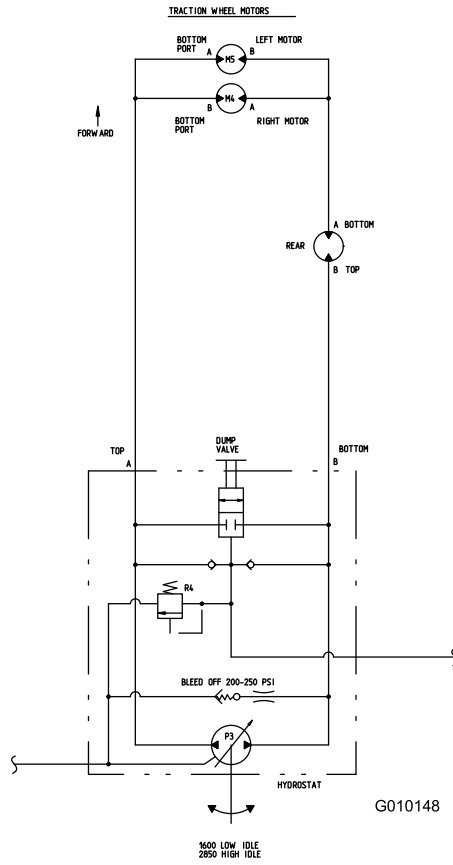 TRACTION WHEEL MOTORS
BOTTOM PORT A M5 B LEFT MOTOR
B M4 A
BOTTOM PORT RIGHT MOTOR
FORWARD
A BOTTOM
REAR
B TOP
DUMP VALVE
TOP A
BOTTOM B
R4
BLEED OFF 200-250 PSI
P3
HYDROSTAT
G010148
1600 LOW IDLE
2850 HIGH IDLE